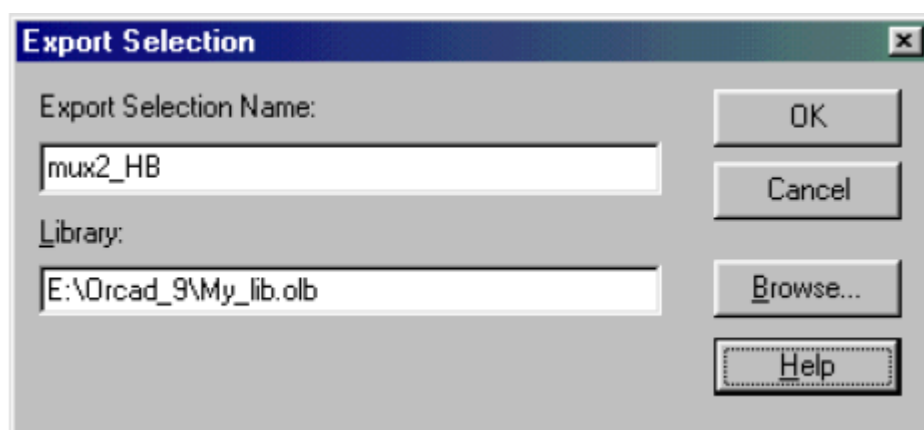 Export Selection
Export Selection Name:
OK
mux2_HB
Cancel
Library:
E:\Orcad_9\My_lib.olb
Browse...
Help